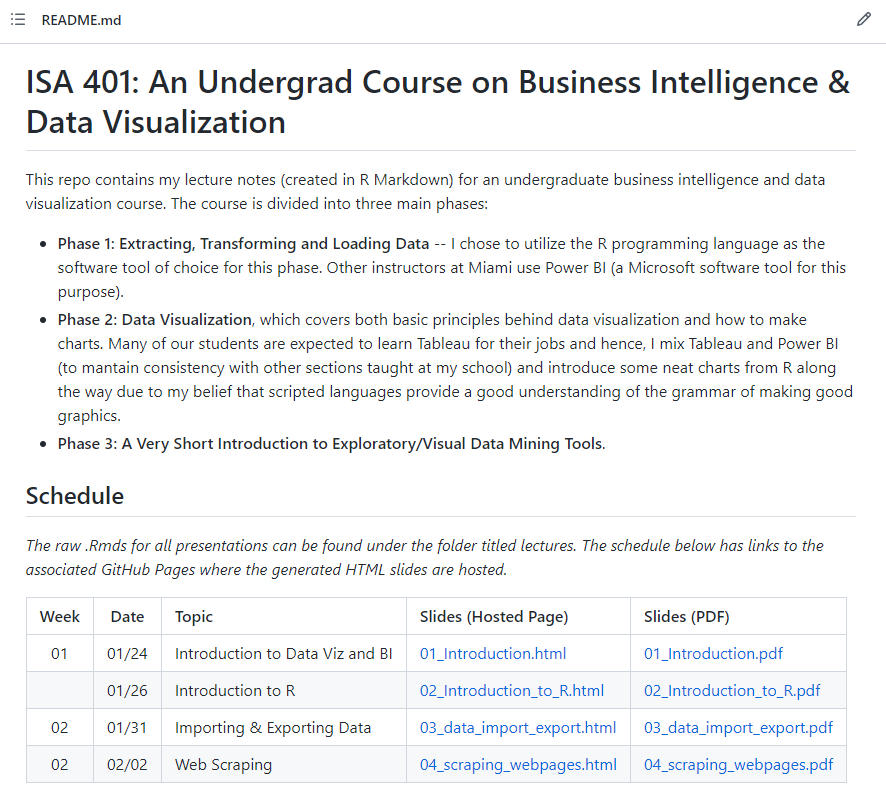 README.md
ISA 401: An Undergrad Course on Business Intelligence &
Data Visualization
This repo contains my lecture notes (created in R Markdown) for an undergraduate business intelligence and data
visualization course. The course is divided into three main phases:
• Phase 1: Extracting, Transforming and Loading Data -- I chose to utilize the R programming language as the
software tool of choice for this phase. Other instructors at Miami use Power BI (a Microsoft software tool for this
purpose).
• Phase 2: Data Visualization, which covers both basic principles behind data visualization and how to make
charts. Many of our students are expected to learn Tableau for their jobs and hence, I mix Tableau and Power BI
(to mantain consistency with other sections taught at my school) and introduce some neat charts from R along
the way due to my belief that scripted languages provide a good understanding of the grammar of making good
graphics.
• Phase 3: A Very Short Introduction to Exploratory/Visual Data Mining Tools.
Schedule
The raw .Rmds for all presentations can be found under the folder titled lectures. The schedule below has links to the
associated GitHub Pages where the generated HTML slides are hosted.
Week Date Topic Slides (Hosted Page) Slides (PDF)
01 01/24 Introduction to Data Viz and BI 01_Introduction.html 01_Introduction.pdf
01/26 Introduction to R 02_Introduction_to_R.html 02_Introduction_to_R.pdf
02 01/31 Importing & Exporting Data 03_data_import_export.html 03_data_import_export.pdf
02 02/02 Web Scraping 04_scraping_webpages.html 04_scraping_webpages.pdf